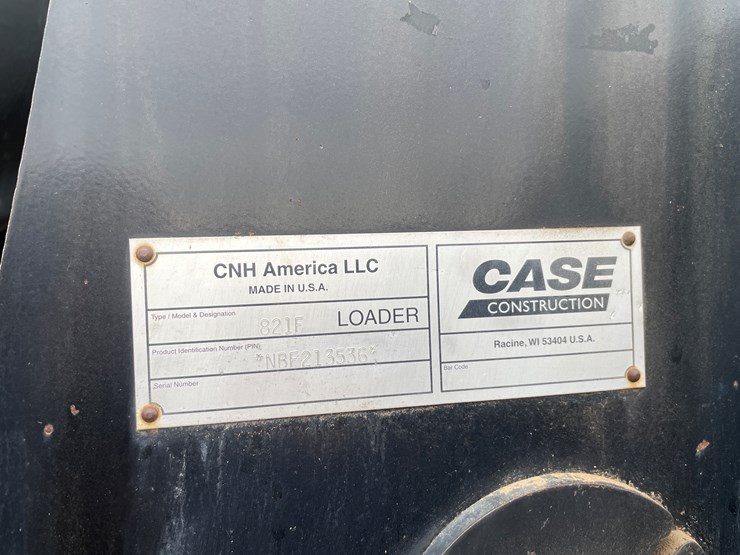 CNH America LLC
MADE IN U.S.A.
Type / Model & Designation
821F LOADER
Product Identification Number (PIN)
*NBF213536*
Serial Number
CASE
CONSTRUCTION
Racine, WI 53404 U.S.A.
Bar Code